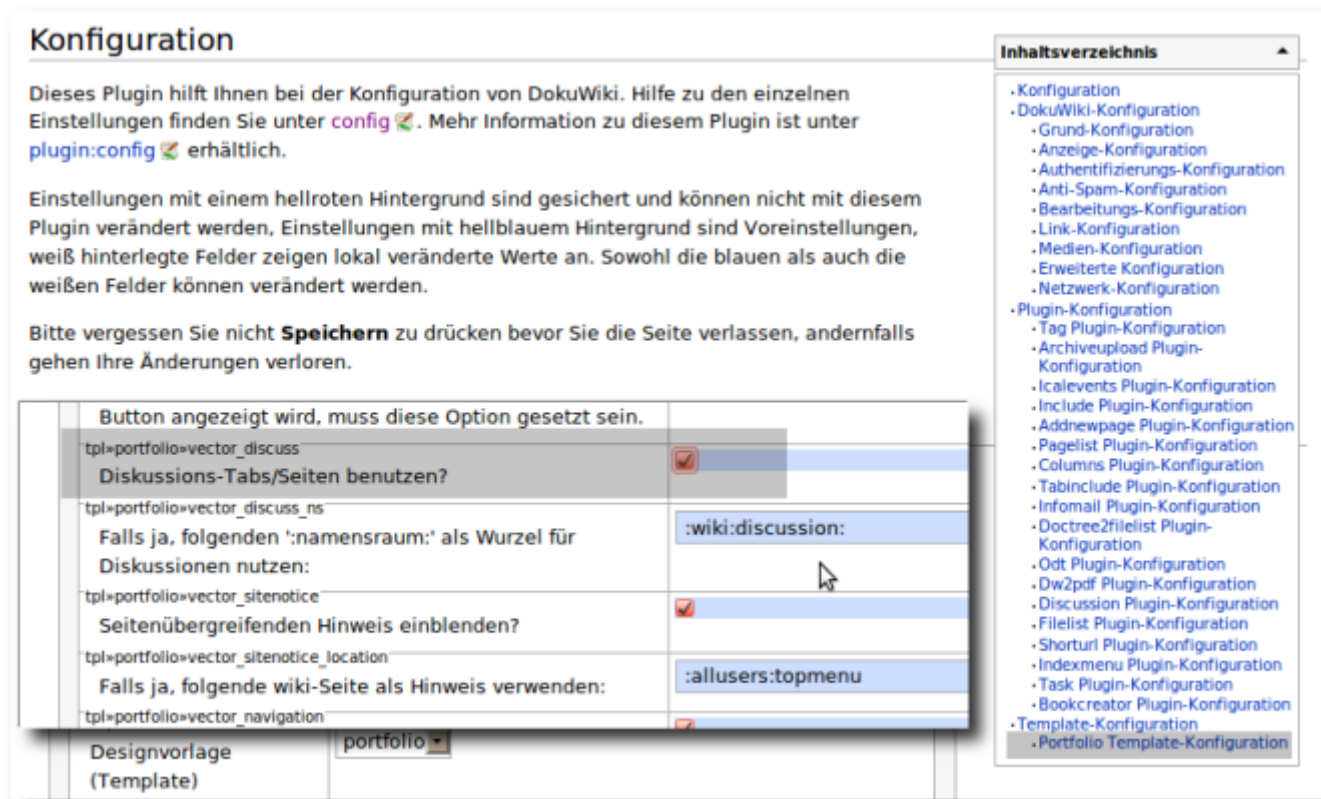 Konfiguration
Dieses Plugin hilft Ihnen bei der Konfiguration von DokuWiki. Hilfe zu den einzelnen
Einstellungen finden Sie unter config. Mehr Information zu diesem Plugin ist unter
plugin:config erhältlich.
Einstellungen mit einem hellroten Hintergrund sind gesichert und können nicht mit diesem
Plugin verändert werden, Einstellungen mit hellblauem Hintergrund sind Voreinstellungen,
weiß hinterlegte Felder zeigen lokal veränderte Werte an. Sowohl die blauen als auch die
weißen Felder können verändert werden.
Bitte vergessen Sie nicht Speichern zu drücken bevor Sie die Seite verlassen, andernfalls
gehen Ihre Änderungen verloren.
Button angezeigt wird, muss diese Option gesetzt sein.
tpl»portfolio»vector_discuss
Diskussions-Tabs/Seiten benutzen?
tpl»portfolio»vector_discuss_ns
Falls ja, folgenden ':namensraum:' als Wurzel für
Diskussionen nutzen:
:wiki:discussion:
tpl»portfolio»vector_sitenotice
Seitenübergreifenden Hinweis einblenden?
tpl»portfolio»vector_sitenotice_location
Falls ja, folgende wiki-Seite als Hinweis verwenden:
:allusers:topmenu
tpl»portfolio»vector_navigation
Designvorlage
(Template)
portfolio
Inhaltsverzeichnis
Konfiguration
DokuWiki-Konfiguration
Grund-Konfiguration
Anzeige-Konfiguration
Authentifizierungs-Konfiguration
Anti-Spam-Konfiguration
Bearbeitungs-Konfiguration
Link-Konfiguration
Medien-Konfiguration
Erweiterte Konfiguration
Netzwerk-Konfiguration
Plugin-Konfiguration
Tag Plugin-Konfiguration
Archiveupload Plugin-
Konfiguration
Icalevents Plugin-Konfiguration
Include Plugin-Konfiguration
Addnewpage Plugin-Konfiguration
Pagelist Plugin-Konfiguration
Columns Plugin-Konfiguration
Tabinclude Plugin-Konfiguration
Infomail Plugin-Konfiguration
Doctree2filelist Plugin-
Konfiguration
Odt Plugin-Konfiguration
Dw2pdf Plugin-Konfiguration
Discussion Plugin-Konfiguration
Filelist Plugin-Konfiguration
Shorturl Plugin-Konfiguration
Indexmenu Plugin-Konfiguration
Task Plugin-Konfiguration
Bookcreator Plugin-Konfiguration
Template-Konfiguration
Portfolio Template-Konfiguration